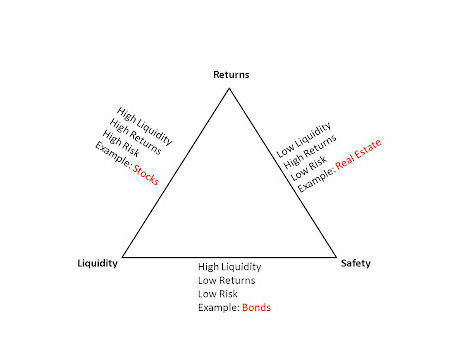 Returns
High Liquidity
High Returns
High Risk
Example: Stocks
Low Liquidity
High Returns
Low Risk
Example: Real Estate
Liquidity
Safety
High Liquidity
Low Returns
Low Risk
Example: Bonds